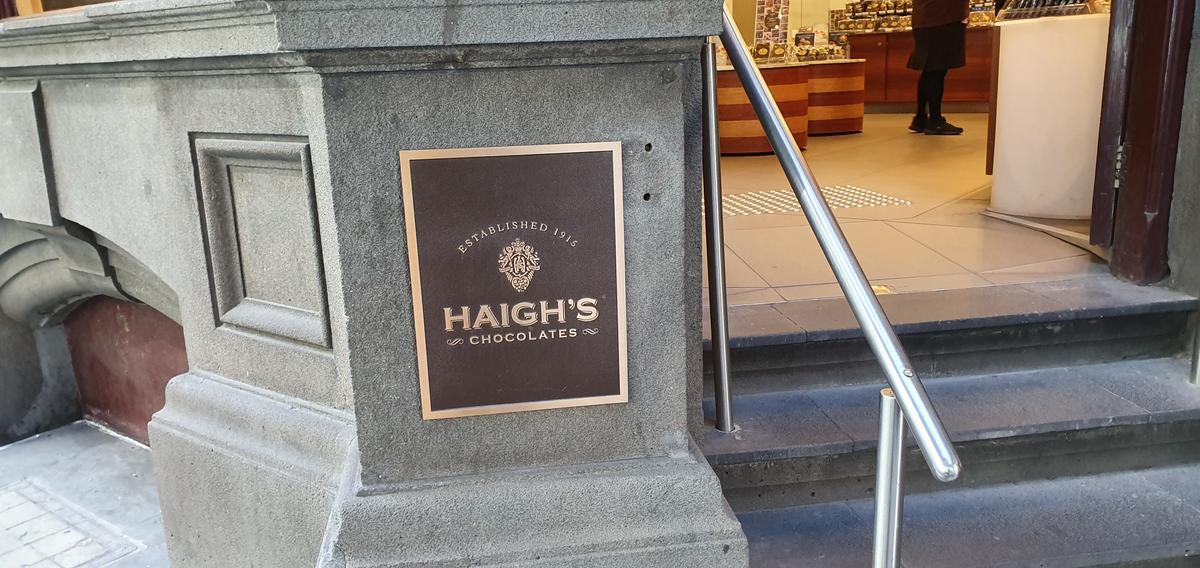 ESTABLISHED 1915
HAIGH'S
CHOCOLATES